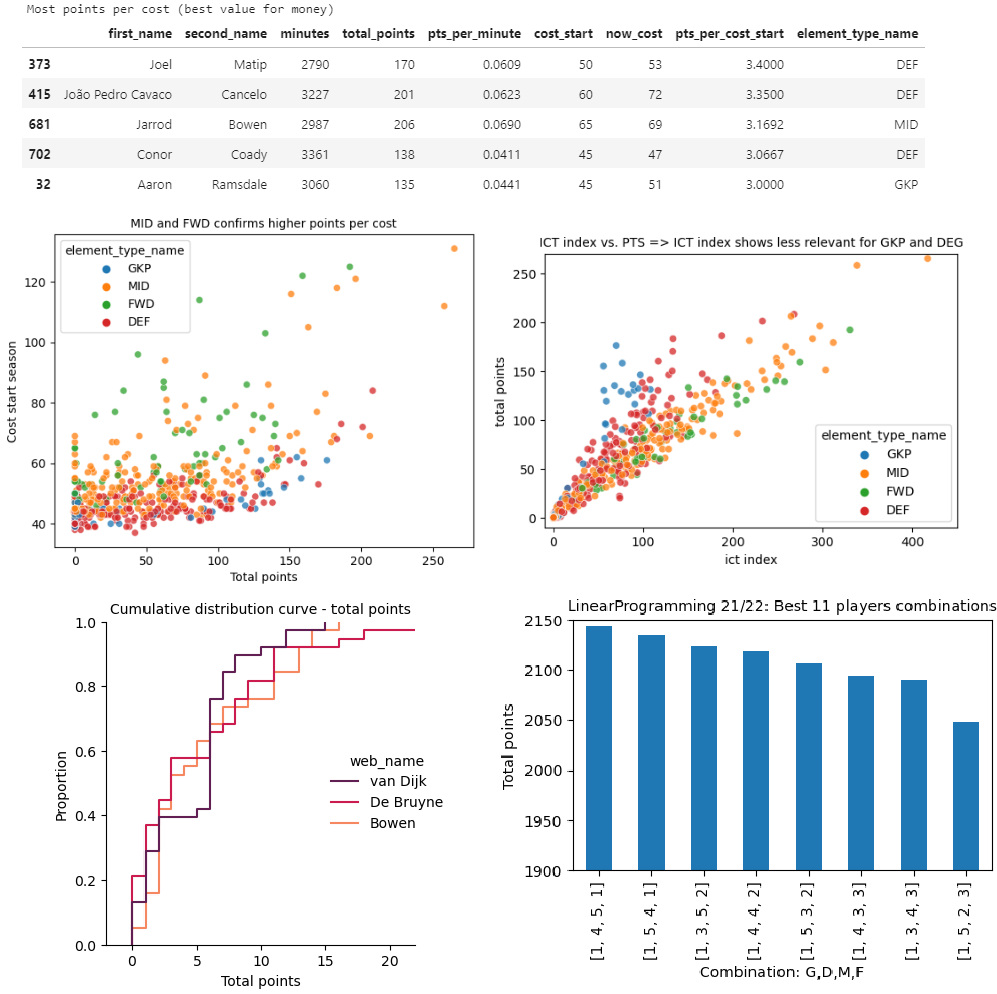 Most points per cost (best value for money)
first_name second_name minutes total_points pts_per_minute cost_start now_cost pts_per_cost_start element_type_name
373 Joel Matip 2790 170 0.0609 50 53 3.4000 DEF
415 João Pedro Cavaco Cancelo 3227 201 0.0623 60 72 3.3500 DEF
681 Jarrod Bowen 2987 206 0.0690 65 69 3.1692 MID
702 Conor Coady 3361 138 0.0411 45 47 3.0667 DEF
32 Aaron Ramsdale 3060 135 0.0441 45 51 3.0000 GKP
MID and FWD confirms higher points per cost
element_type_name
GKP
MID
FWD
DEF
Cost start season
120
100
80
60
40
0 50 100 150 200 250
Total points
ICT index vs. PTS => ICT index shows less relevant for GKP and DEG
total points
250
200
150
100
50
0
element_type_name
GKP
MID
FWD
DEF
0 100 200 300 400
ict index
Cumulative distribution curve - total points
Proportion
1.0
0.8
0.6
0.4
0.2
0.0
web_name
van Dijk
De Bruyne
Bowen
0 5 10 15 20
Total points
LinearProgramming 21/22: Best 11 players combinations
Total points
2150
2100
2050
2000
1950
1900
[1, 4, 5, 1]
[1, 5, 4, 1]
[1, 3, 5, 2]
[1, 4, 4, 2]
[1, 5, 3, 2]
[1, 4, 3, 3]
[1, 3, 4, 3]
[1, 5, 2, 3]
Combination: G,D,M,F